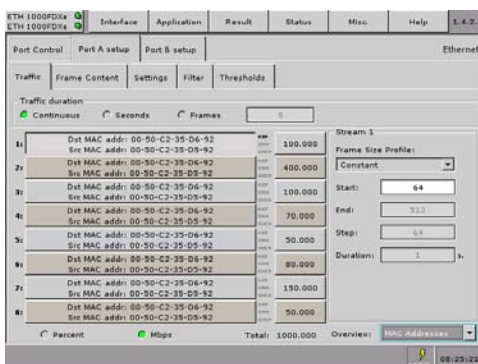 ETH 1000FDXe Interface Application Result Status Misc. Help 1.4.2.
ETH 1000FDXe
Port Control Port A setup Port B setup Ethernet
Traffic Frame Content Settings Filter Thresholds
Traffic duration
Continuous Seconds Frames 5
Stream 1
Frame Size Profile:
Constant
Start: 64
End: 512
Step: 64
Duration: 1 s.
1: Dst MAC addr: 00-50-C2-35-D6-92
Src MAC addr: 00-50-C2-35-D5-92 100.000
2: Dst MAC addr: 00-50-C2-35-D6-92
Src MAC addr: 00-50-C2-35-D5-92 400.000
3: Dst MAC addr: 00-50-C2-35-D6-92
Src MAC addr: 00-50-C2-35-D5-92 100.000
4: Dst MAC addr: 00-50-C2-35-D6-92
Src MAC addr: 00-50-C2-35-D5-92 70.000
5: Dst MAC addr: 00-50-C2-35-D6-92
Src MAC addr: 00-50-C2-35-D5-92 50.000
6: Dst MAC addr: 00-50-C2-35-D6-92
Src MAC addr: 00-50-C2-35-D5-92 80.000
7: Dst MAC addr: 00-50-C2-35-D6-92
Src MAC addr: 00-50-C2-35-D5-92 150.000
8: Dst MAC addr: 00-50-C2-35-D6-92
Src MAC addr: 00-50-C2-35-D5-92 50.000
Percent Mbps Total: 1000.000 Overview: MAC Addresses
08:25:21